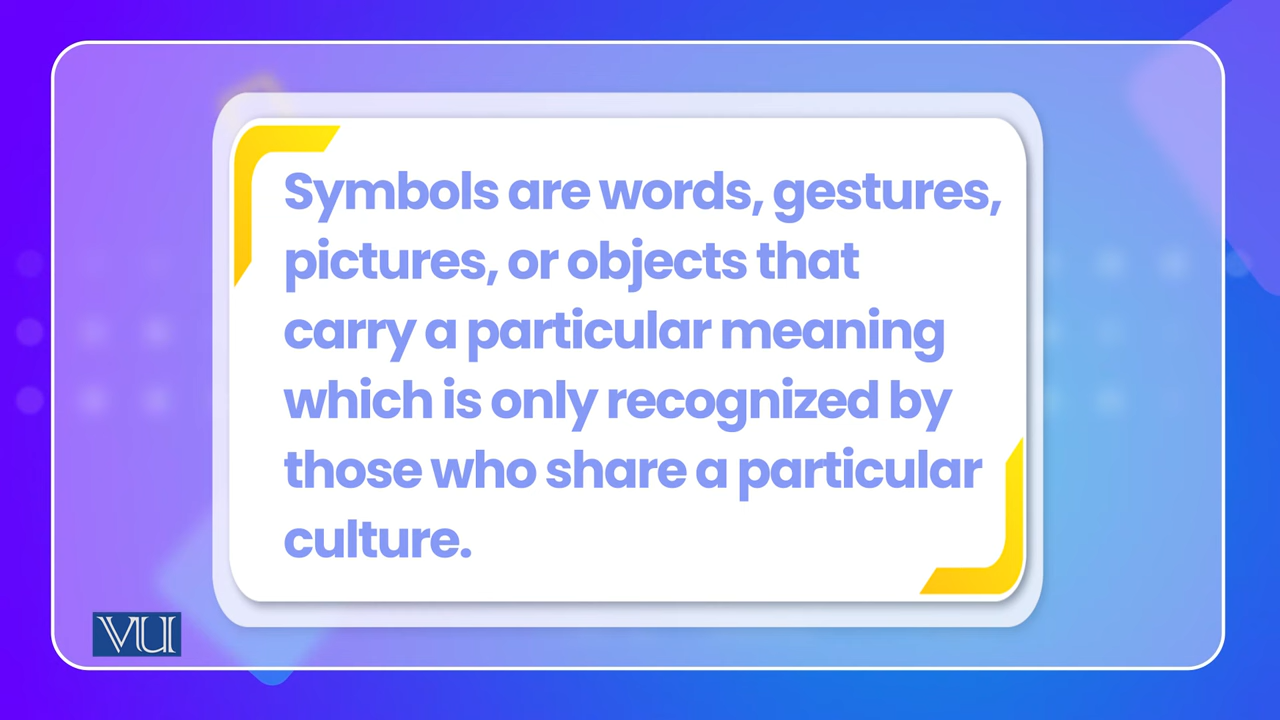 Symbols are words, gestures,
pictures, or objects that
carry a particular meaning
which is only recognized by
those who share a particular
culture.
VU